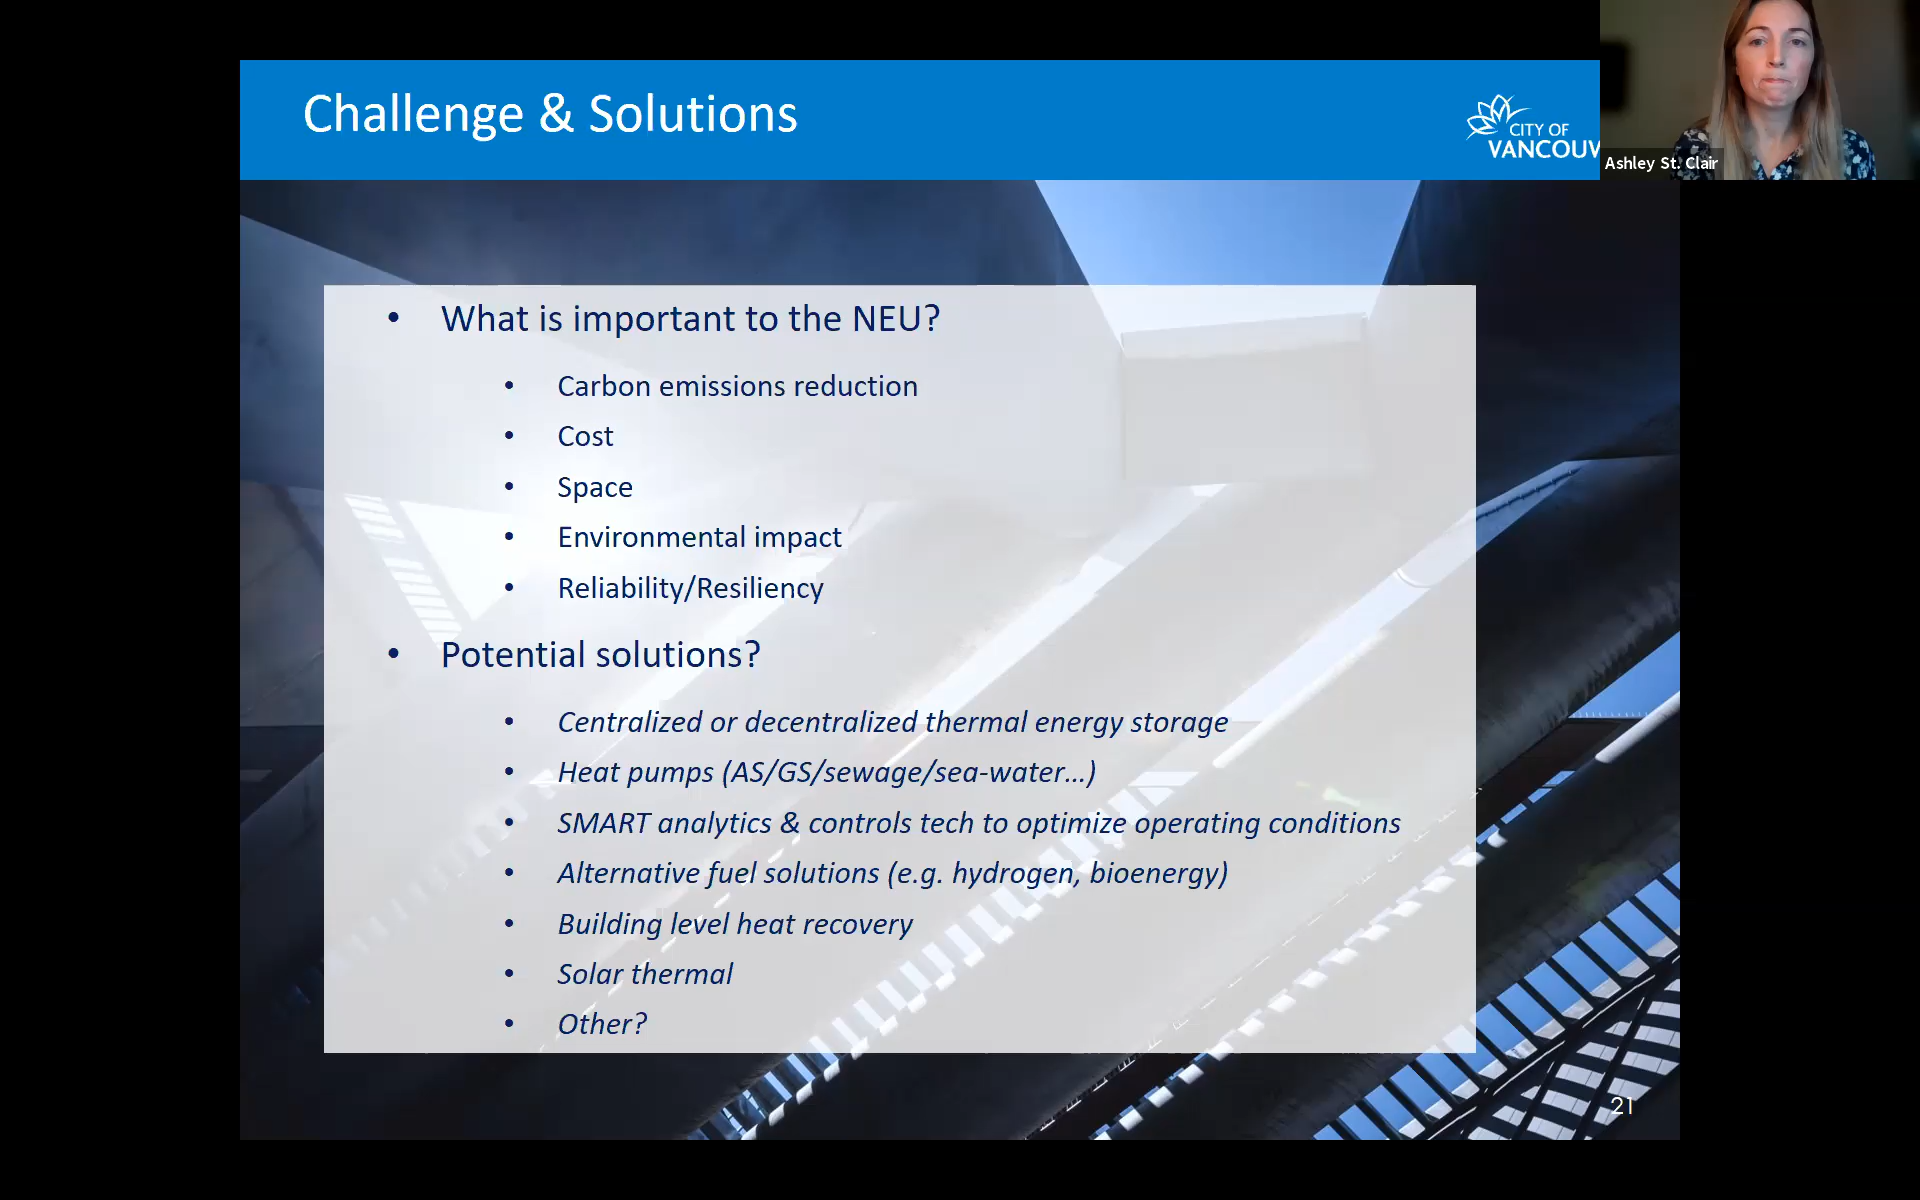 Challenge & Solutions
CITY OF
VANCOUV
Ashley St. Clair
• What is important to the NEU?
• Carbon emissions reduction
• Cost
• Space
• Environmental impact
• Reliability/Resiliency
• Potential solutions?
• Centralized or decentralized thermal energy storage
• Heat pumps (AS/GS/sewage/sea-water...)
• SMART analytics & controls tech to optimize operating conditions
• Alternative fuel solutions (e.g. hydrogen, bioenergy)
• Building level heat recovery
• Solar thermal
• Other?
21